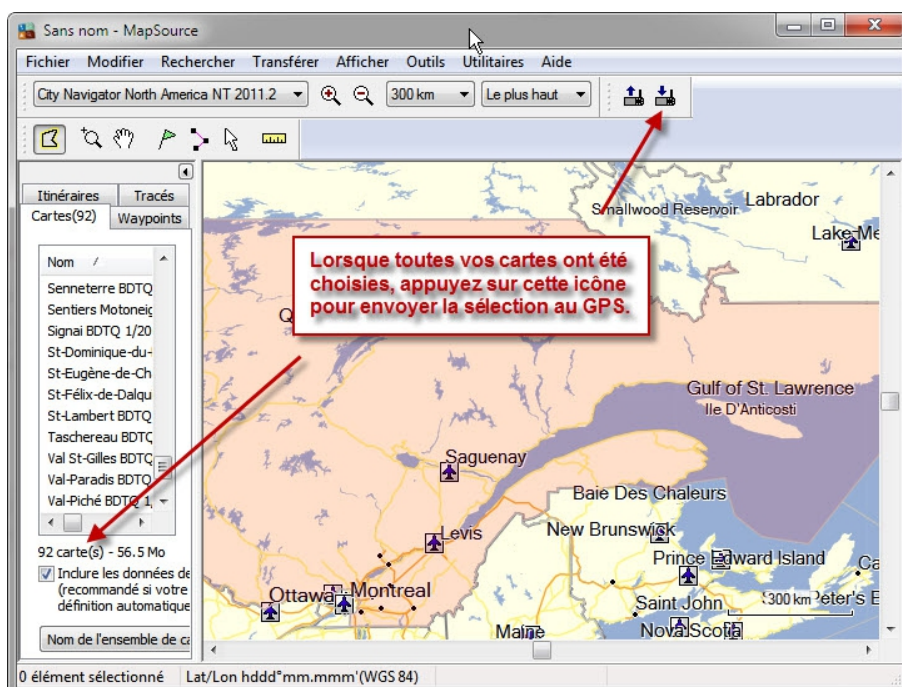 Sans nom - MapSource
Fichier Modifier Rechercher Transférer Afficher Outils Utilitaires Aide
City Navigator North America NT 2011.2 300 km Le plus haut
Itinéraires Tracés
Cartes(92) Waypoints
Nom
Senneterre BDTQ
Sentiers Motoneig
Signai BDTQ 1/20
St-Dominique-du-
St-Eugène-de-Ch
St-Félix-de-Dalqu
St-Lambert BDTQ
Taschereau BDTQ
Val St-Gilles BDTQ
Val-Paradis BDTQ
Val-Piché BDTQ 1
92 carte(s) - 56.5 Mo
Indure les données de
(recommandé si votre
définition automatique
Nom de l'ensemble de ca
Smallwood Reservoir
Labrador
Lake Me
Lorsque toutes vos cartes ont été
choisies, appuyez sur cette icône
pour envoyer la sélection au GPS.
Q
Gulf of St. Lawrence
Ile D'Anticosti
Saguenay
Baie Des Chaleurs
Levis
New Brunswick
Prince Edward Island
Ca
Ottawa
Montreal
Saint John
300 km
Peter's E
Maine
Nova Scotia
0 élément sélectionné Lat/Lon hddd°mm.mmm'(WGS 84)